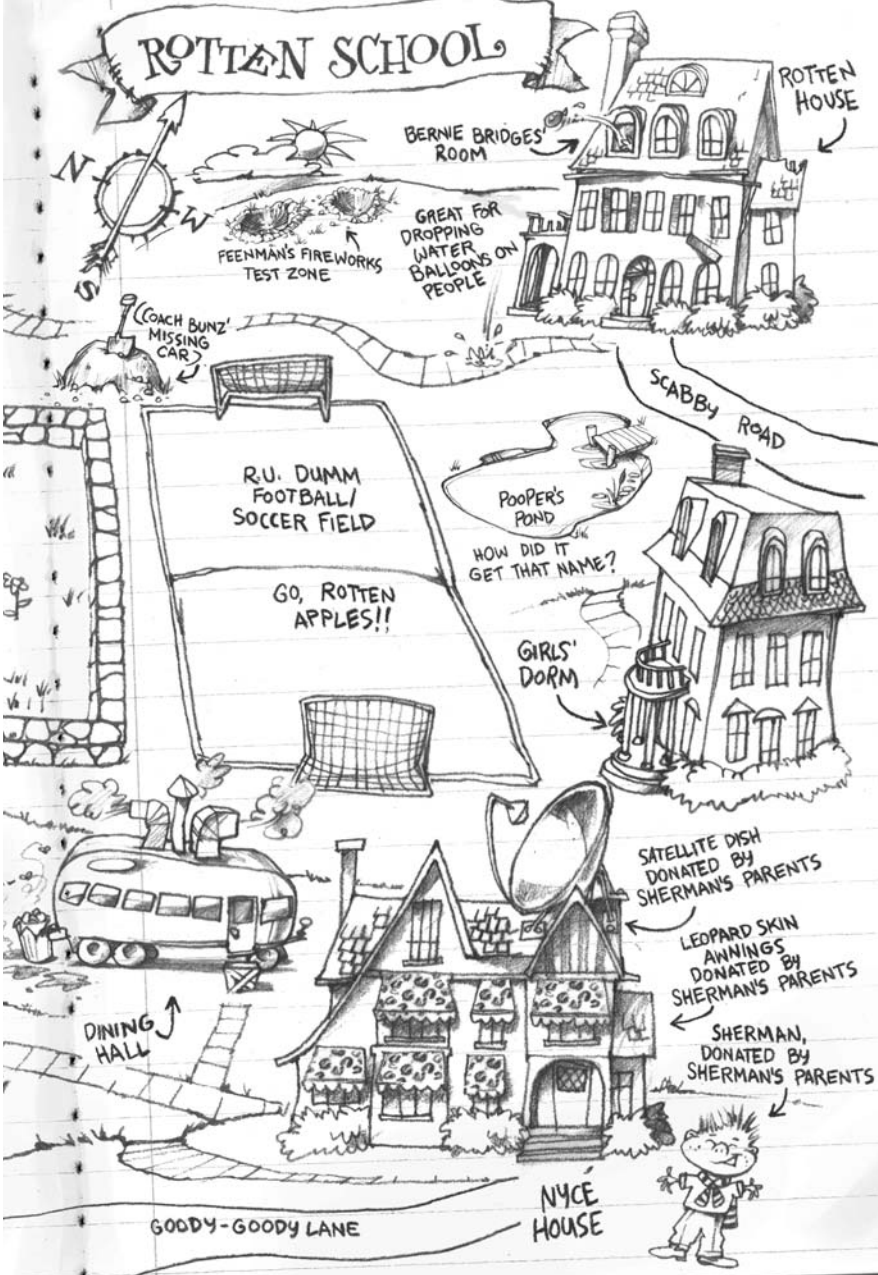 ROTTEN SCHOOL
ROTTEN
HOUSE
BERNIE BRIDGES'
ROOM
N
W
S
FEENMAN'S FIREWORKS
TEST ZONE
GREAT FOR
DROPPING
WATER
BALLOONS ON
PEOPLE
(COACH BUNZ'
MISSING
CAR)
SCABBY ROAD
R.U. DUMM
FOOTBALL/
SOCCER FIELD
GO, ROTTEN
APPLES!!
POOPER'S
POND
HOW DID IT
GET THAT NAME?
GIRLS'
DORM
SATELLITE DISH
DONATED BY
SHERMAN'S PARENTS
LEOPARD SKIN
AWNINGS
DONATED BY
SHERMAN'S PARENTS
DINING
HALL
SHERMAN,
DONATED BY
SHERMAN'S PARENTS
NYCE´
HOUSE
GOODY-GOODY LANE